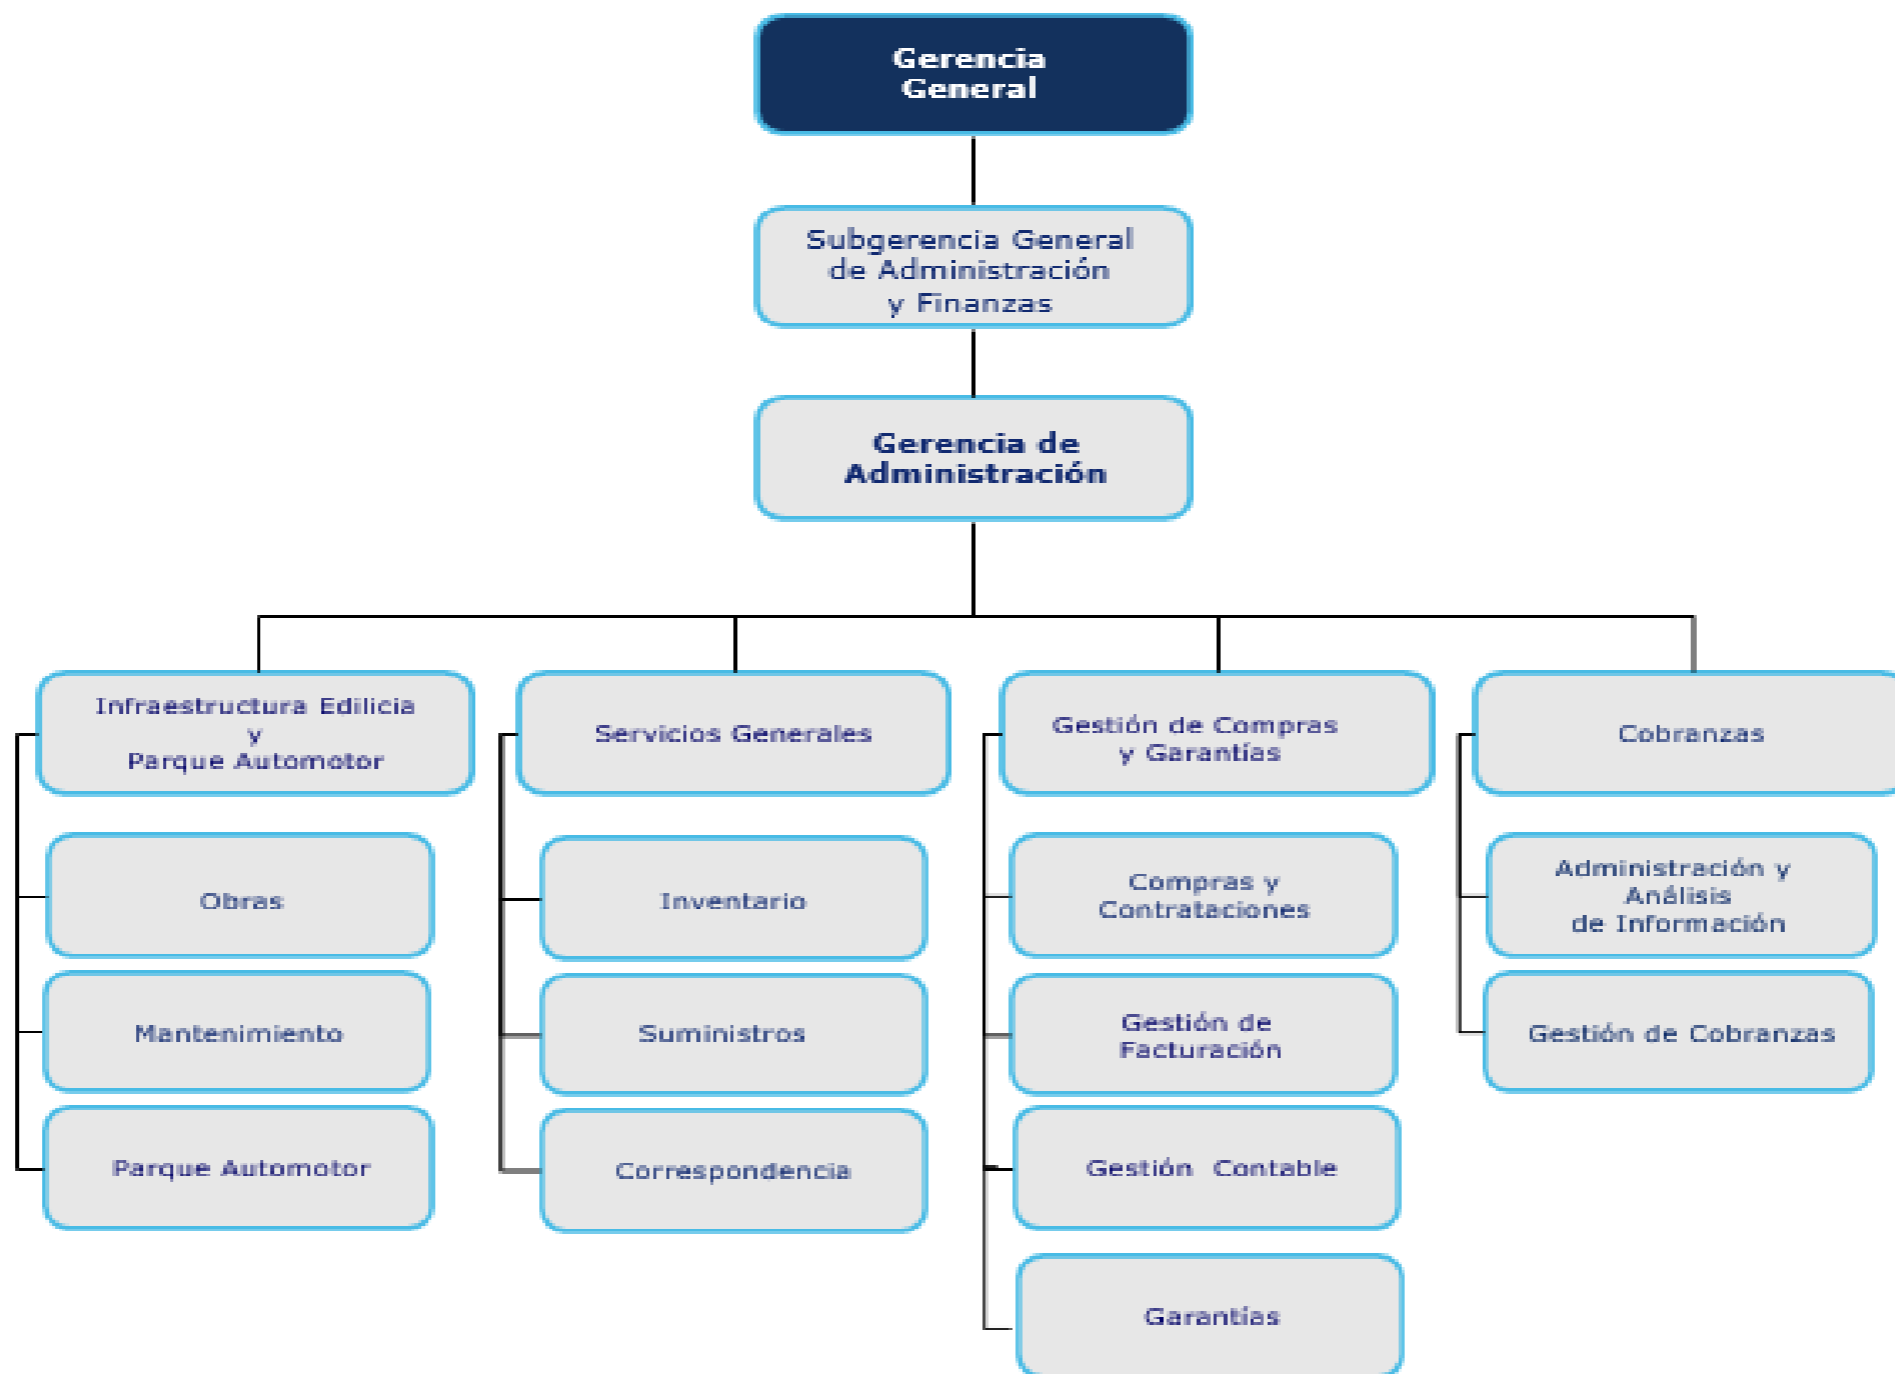 Gerencia
General
Subgerencia General
de Administración
y Finanzas
Gerencia de
Administración
Infraestructura Edilicia
y
Parque Automotor
Obras
Mantenimiento
Parque Automotor
Servicios Generales
Inventario
Suministros
Correspondencia
Gestión de Compras
y Garantías
Compras y
Contrataciones
Gestión de
Facturación
Gestión Contable
Garantías
Cobranzas
Administración y
Análisis
de Información
Gestión de Cobranzas